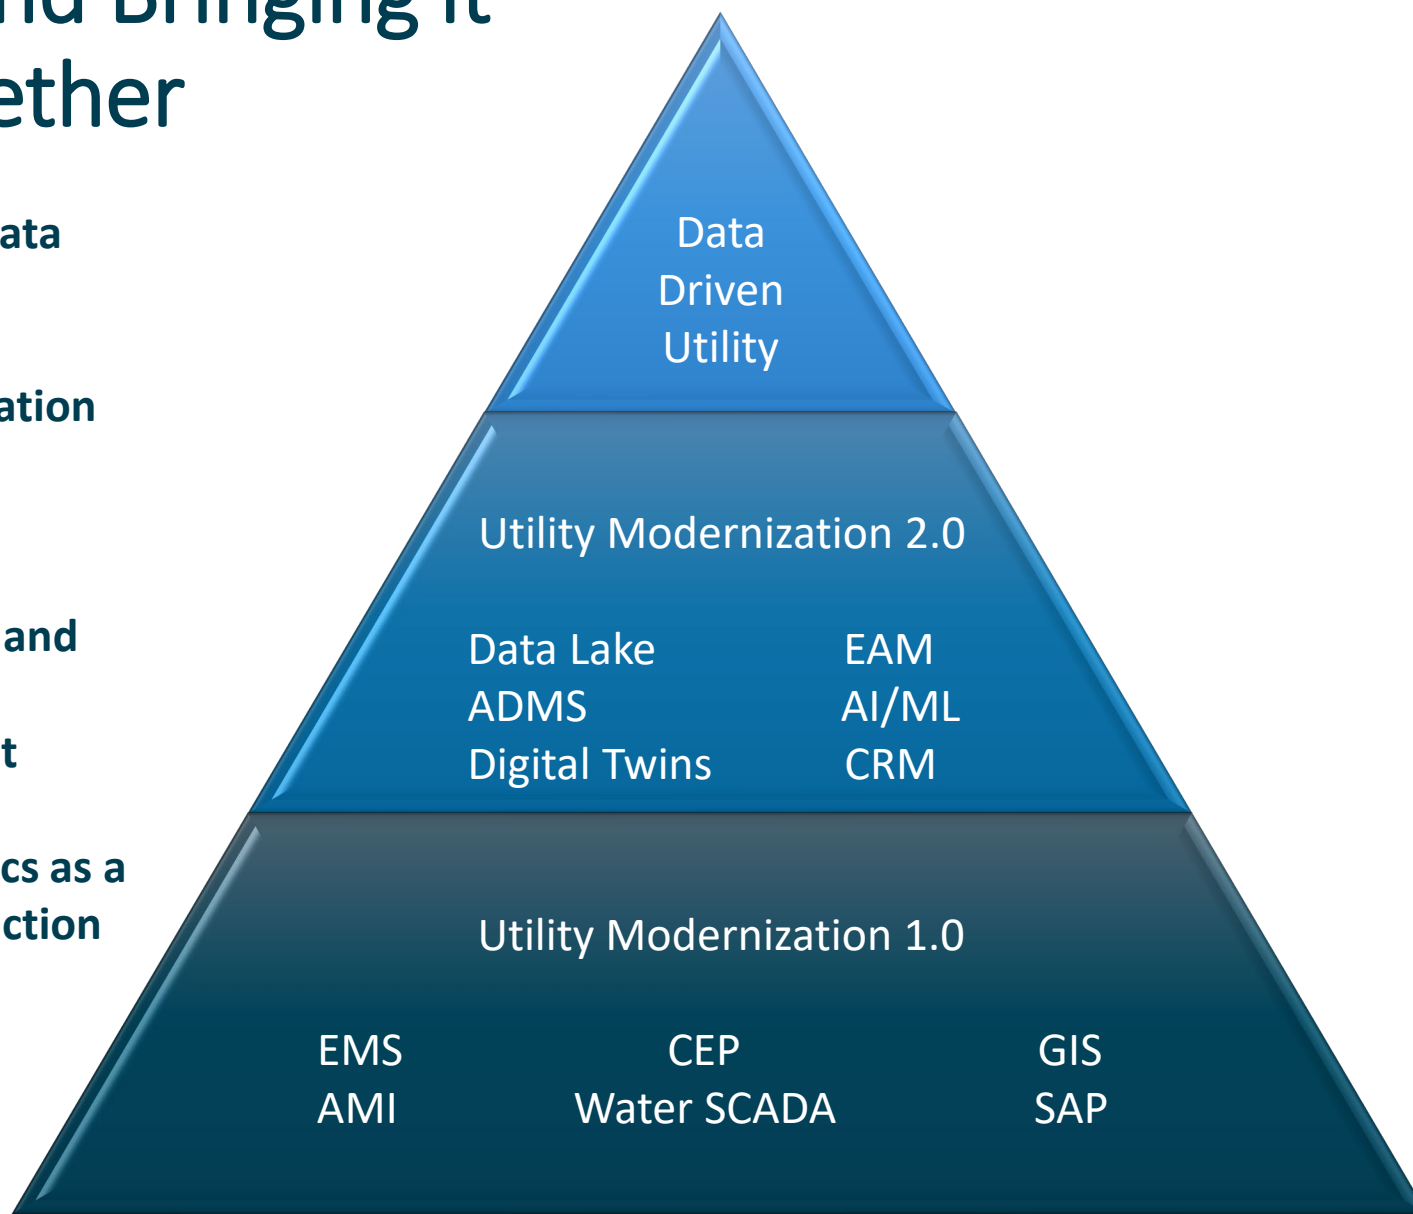 nd Bringing It
ether
ata
ation
and
t
cs as a
ction
Data
Driven
Utility
Utility Modernization 2.0
Data Lake EAM
ADMS AI/ML
Digital Twins CRM
Utility Modernization 1.0
EMS CEP GIS
AMI Water SCADA SAP